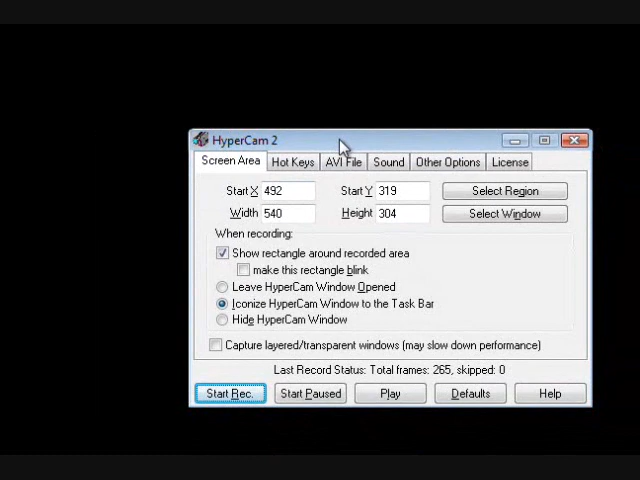 HyperCam 2
Screen Area Hot Keys AVI File Sound Other Options License
Start X 492 Start Y 319 Select Region
Width 540 Height 304 Select Window
When recording:
Show rectangle around recorded area
make this rectangle blink
Leave HyperCam Window Opened
Iconize HyperCam Window to the Task Bar
Hide HyperCam Window
Capture layered/transparent windows (may slow down performance)
Last Record Status: Total frames: 265, skipped: 0
Start Rec. Start Paused Play Defaults Help